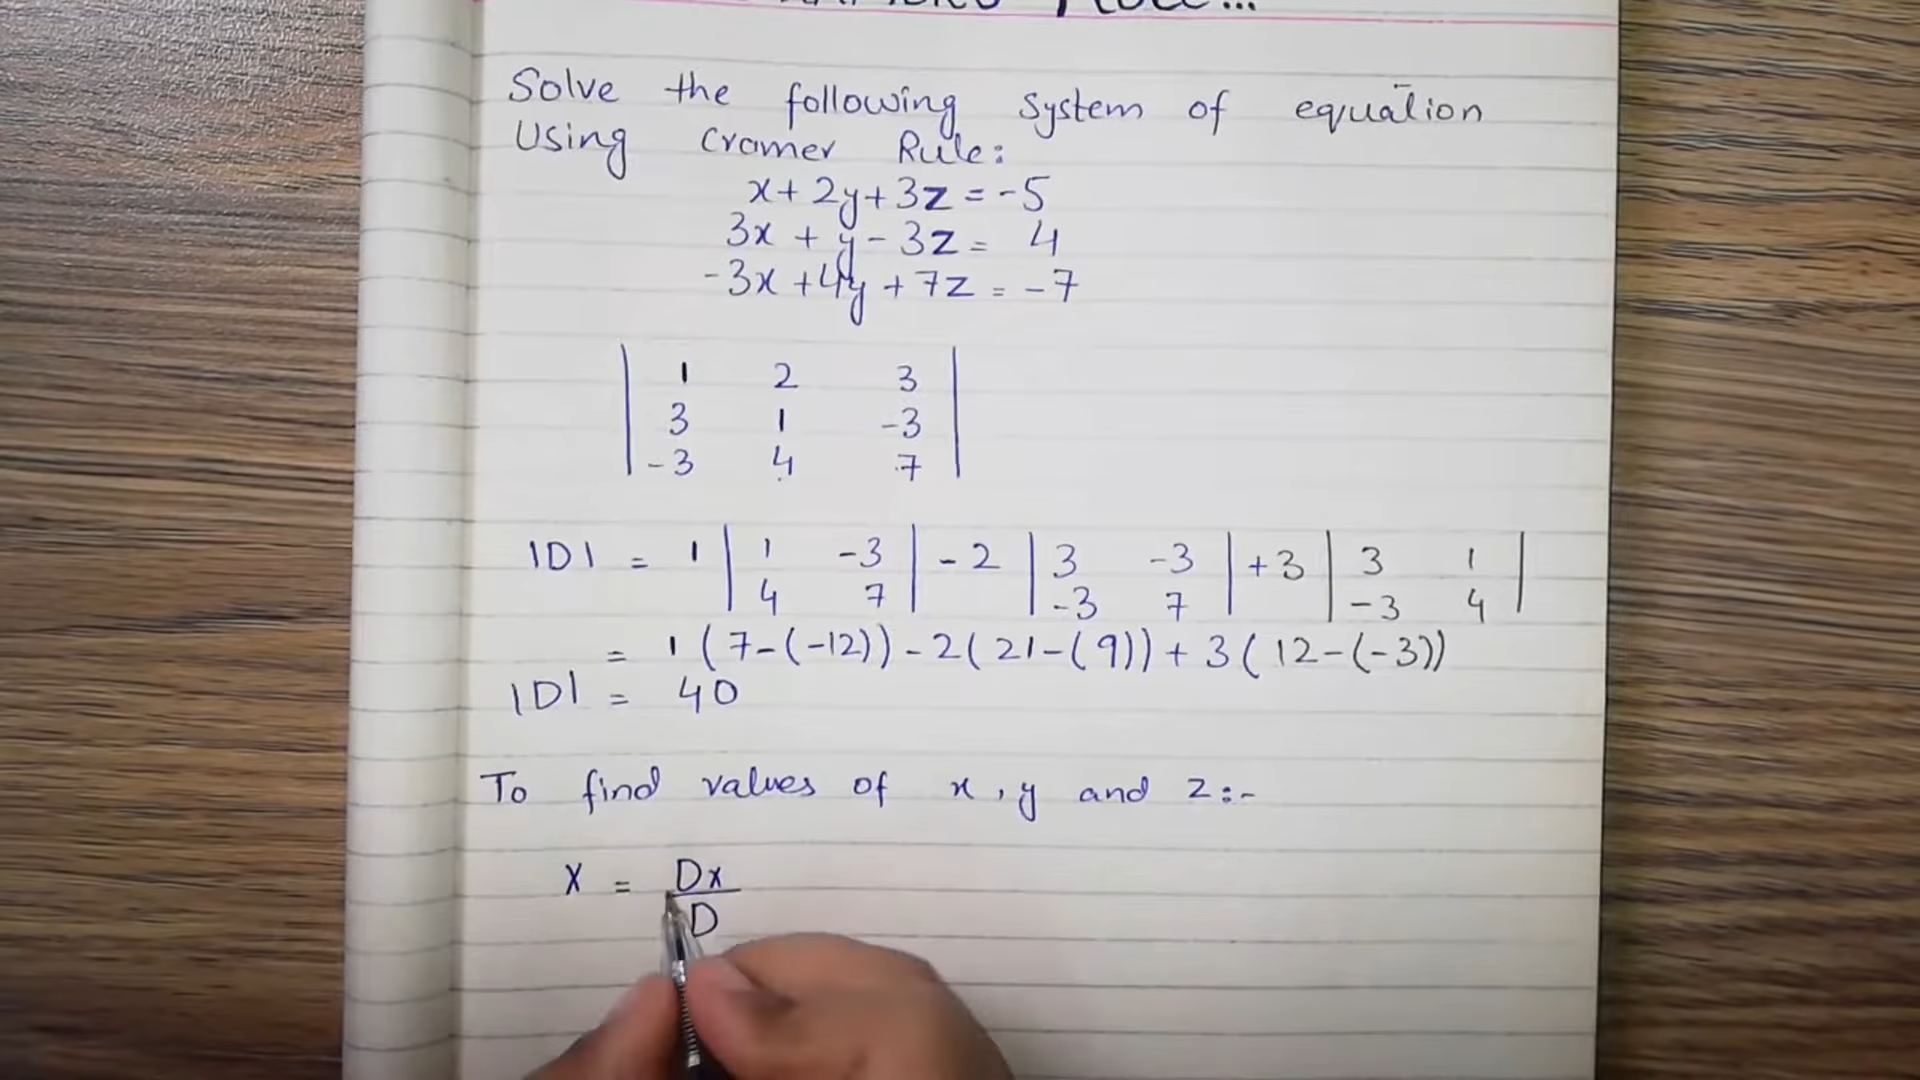 Solve the following system of equation
Using Cramer Rule:
x + 2y + 3z = -5
3x + y - 3z = 4
-3x + 4y + 7z = -7
| 1 2 3 |
| 3 1 -3 |
| -3 4 7 |
|D| = 1 | 1 -3 | - 2 | 3 -3 | + 3 | 3 1 |
| 4 7 | | -3 7 | | -3 4 |
= 1 (7-(-12)) - 2(21-(9)) + 3(12-(-3))
|D| = 40
To find values of x, y and z:-
X = Dx
D